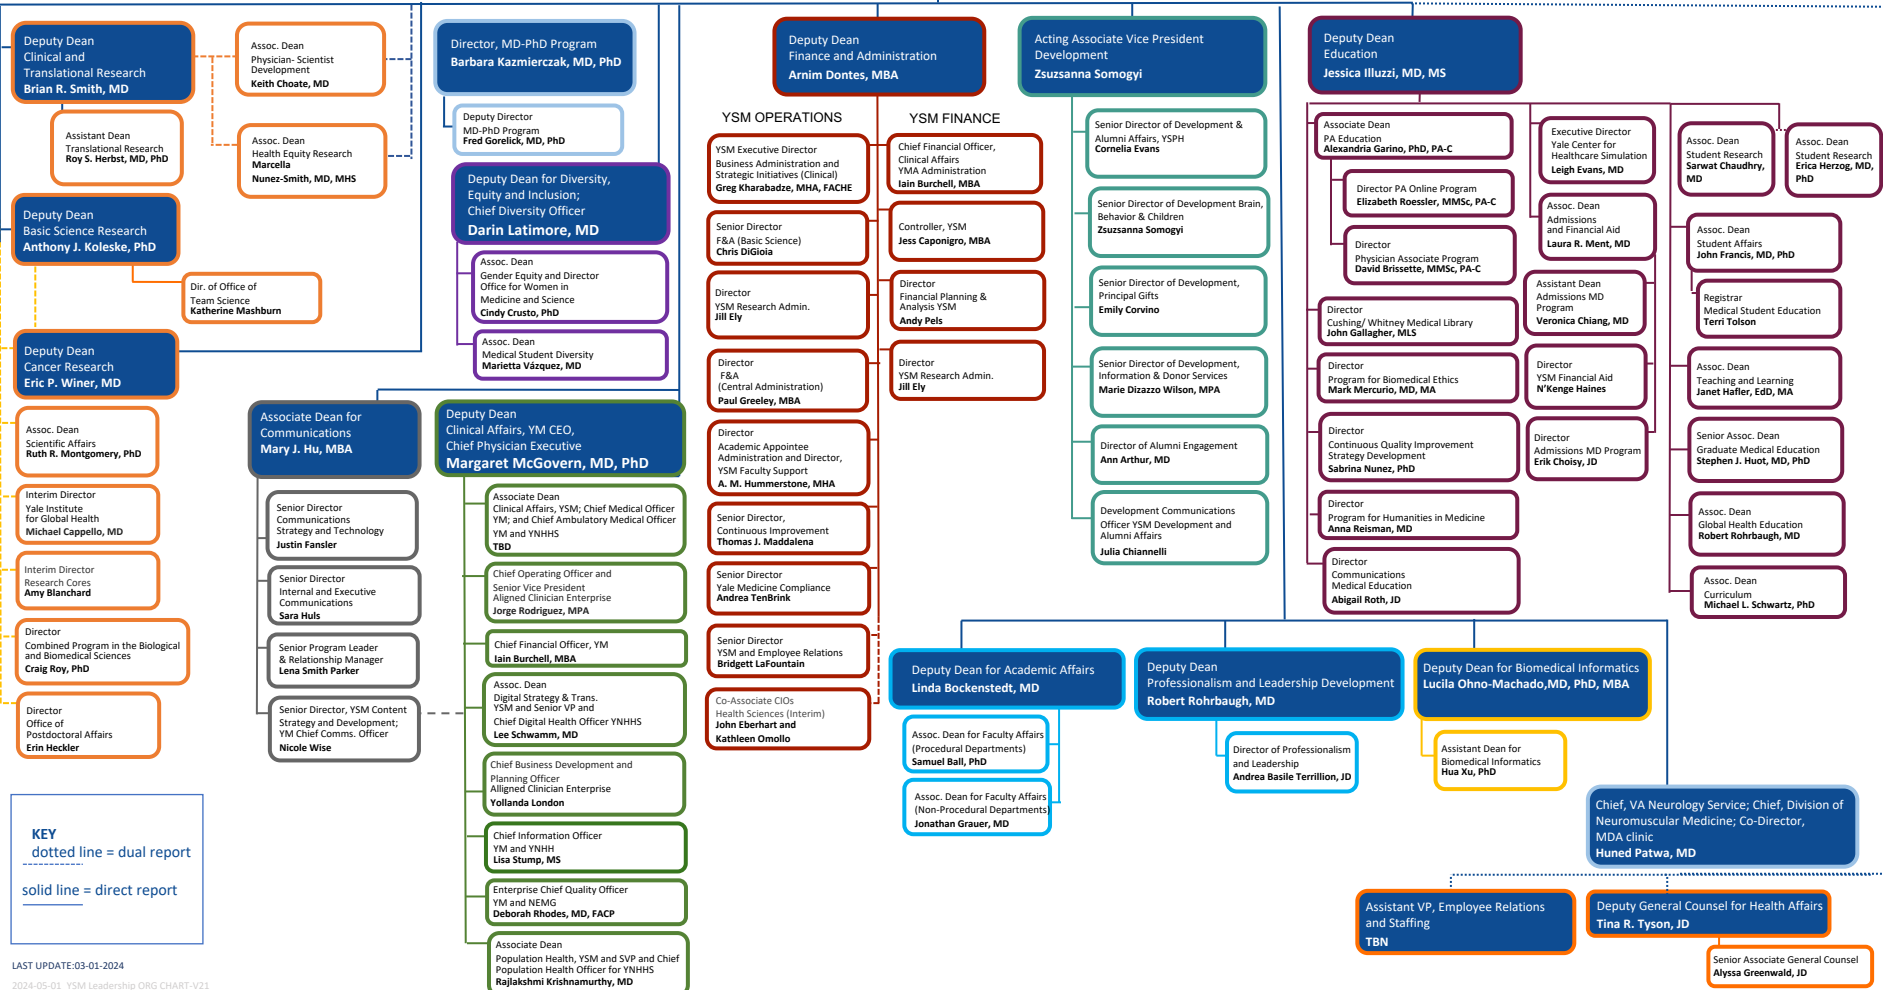 Deputy Dean
Clinical and
Translational Research
Brian R. Smith, MD
Assoc. Dean
Physician- Scientist
Development
Keith Choate, MD
Assistant Dean
Translational Research
Roy S. Herbst, MD, PhD
Assoc. Dean
Health Equity Research
Marcella
Nunez-Smith, MD, MHS
Deputy Dean
Basic Science Research
Anthony J. Koleske, PhD
Dir. of Office of
Team Science
Katherine Mashburn
Deputy Dean
Cancer Research
Eric P. Winer, MD
Assoc. Dean
Scientific Affairs
Ruth R. Montgomery, PhD
Interim Director
Yale Institute
for Global Health
Michael Cappello, MD
Interim Director
Research Cores
Amy Blanchard
Director
Combined Program in the Biological
and Biomedical Sciences
Craig Roy, PhD
Director
Office of
Postdoctoral Affairs
Erin Heckler
Director, MD-PhD Program
Barbara Kazmierczak, MD, PhD
Deputy Director
MD-PhD Program
Fred Gorelick, MD, PhD
Deputy Dean for Diversity,
Equity and Inclusion;
Chief Diversity Officer
Darin Latimore, MD
Assoc. Dean
Gender Equity and Director
Office for Women in
Medicine and Science
Cindy Crusto, PhD
Assoc. Dean
Medical Student Diversity
Marietta Vázquez, MD
Associate Dean for
Communications
Mary J. Hu, MBA
Senior Director
Communications
Strategy and Technology
Justin Fansler
Senior Director
Internal and Executive
Communications
Sara Huls
Senior Program Leader
& Relationship Manager
Lena Smith Parker
Senior Director, YSM Content
Strategy and Development;
YM Chief Comms. Officer
Nicole Wise
Deputy Dean
Clinical Affairs, YM CEO,
Chief Physician Executive
Margaret McGovern, MD, PhD
Associate Dean
Clinical Affairs, YSM; Chief Medical Officer
YM; and Chief Ambulatory Medical Officer
YM and YNHHS
TBD
Chief Operating Officer and
Senior Vice President
Aligned Clinician Enterprise
Jorge Rodriguez, MPA
Chief Financial Officer, YM
Iain Burchell, MBA
Assoc. Dean
Digital Strategy & Trans.
YSM and Senior VP and
Chief Digital Health Officer YNHHS
Lee Schwamm, MD
Chief Business Development and
Planning Officer
Alligned Clinician Enterprise
Yollanda London
Chief Information Officer
YM and YNHH
Lisa Stump, MS
Enterprise Chief Quality Officer
YM and NEMG
Deborah Rhodes, MD, FACP
Associate Dean
Population Health, YSM and SVP and Chief
Population Health Officer for YNHHS
Rajlakshmi Krishnamurthy, MD
Deputy Dean
Finance and Administration
Arnim Dontes, MBA
YSM OPERATIONS
YSM Executive Director
Business Administration and
Strategic Initiatives (Clinical)
Greg Kharabadze, MHA, FACHE
Senior Director
F&A (Basic Science)
Chris DiGioia
Director
YSM Research Admin.
Jill Ely
Director
F&A
(Central Administration)
Paul Greeley, MBA
Director
Academic Appointee
Administration and Director,
YSM Faculty Support
A. M. Hummerstone, MHA
Senior Director,
Continuous Improvement
Thomas J. Maddalena
Senior Director
Yale Medicine Compliance
Andrea TenBrink
Senior Director
YSM and Employee Relations
Bridgett LaFountain
Co-Associate CIOs
Health Sciences (Interim)
John Eberhart and
Kathleen Omollo
YSM FINANCE
Chief Financial Officer,
Clinical Affairs
YMA Administration
Iain Burchell, MBA
Controller, YSM
Jess Caponigro, MBA
Director
Financial Planning &
Analysis YSM
Andy Pels
Director
YSM Research Admin.
Jill Ely
Acting Associate Vice President
Development
Zsuzsanna Somogyi
Senior Director of Development &
Alumni Affairs, YSPH
Cornelia Evans
Senior Director of Development Brain,
Behavior & Children
Zsuzsanna Somogyi
Senior Director of Development,
Principal Gifts
Emily Corvino
Senior Director of Development,
Information & Donor Services
Marie Dizazzo Wilson, MPA
Director of Alumni Engagement
Ann Arthur, MD
Development Communications
Officer YSM Development and
Alumni Affairs
Julia Chiannelli
Deputy Dean
Education
Jessica Illuzzi, MD, MS
Associate Dean
PA Education
Alexandria Garino, PhD, PA-C
Director PA Online Program
Elizabeth Roessler, MMSc, PA-C
Director
Physician Associate Program
David Brissette, MMSc, PA-C
Director
Cushing/ Whitney Medical Library
John Gallagher, MLS
Director
Program for Biomedical Ethics
Mark Mercurio, MD, MA
Director
Continuous Quality Improvement
Strategy Development
Sabrina Nunez, PhD
Director
Program for Humanities in Medicine
Anna Reisman, MD
Director
Communications
Medical Education
Abigail Roth, JD
Executive Director
Yale Center for
Healthcare Simulation
Leigh Evans, MD
Assoc. Dean
Admissions
and Financial Aid
Laura R. Ment, MD
Assistant Dean
Admissions MD
Program
Veronica Chiang, MD
Director
YSM Financial Aid
N'Kenge Haines
Director
Admissions MD Program
Erik Choisy, JD
Assoc. Dean
Student Research
Sarwat Chaudhry,
MD
Assoc. Dean
Student Research
Erica Herzog, MD,
PhD
Assoc. Dean
Student Affairs
John Francis, MD, PhD
Registrar
Medical Student Education
Terri Tolson
Assoc. Dean
Teaching and Learning
Janet Hafler, EdD, MA
Senior Assoc. Dean
Graduate Medical Education
Stephen J. Huot, MD, PhD
Assoc. Dean
Global Health Education
Robert Rohrbaugh, MD
Assoc. Dean
Curriculum
Michael L. Schwartz, PhD
Deputy Dean for Academic Affairs
Linda Bockenstedt, MD
Assoc. Dean for Faculty Affairs
(Procedural Departments)
Samuel Ball, PhD
Assoc. Dean for Faculty Affairs
(Non-Procedural Departments)
Jonathan Grauer, MD
Deputy Dean
Professionalism and Leadership Development
Robert Rohrbaugh, MD
Director of Professionalism
and Leadership
Andrea Basile Terrillion, JD
Deputy Dean for Biomedical Informatics
Lucila Ohno-Machado,MD, PhD, MBA
Assistant Dean for
Biomedical Informatics
Hua Xu, PhD
Chief, VA Neurology Service; Chief, Division of
Neuromuscular Medicine; Co-Director,
MDA clinic
Huned Patwa, MD
Assistant VP, Employee Relations
and Staffing
TBN
Deputy General Counsel for Health Affairs
Tina R. Tyson, JD
Senior Associate General Counsel
Alyssa Greenwald, JD
KEY
dotted line = dual report
solid line = direct report
LAST UPDATE:03-01-2024
2024-05-01 YSM Leadership ORG CHART-V21